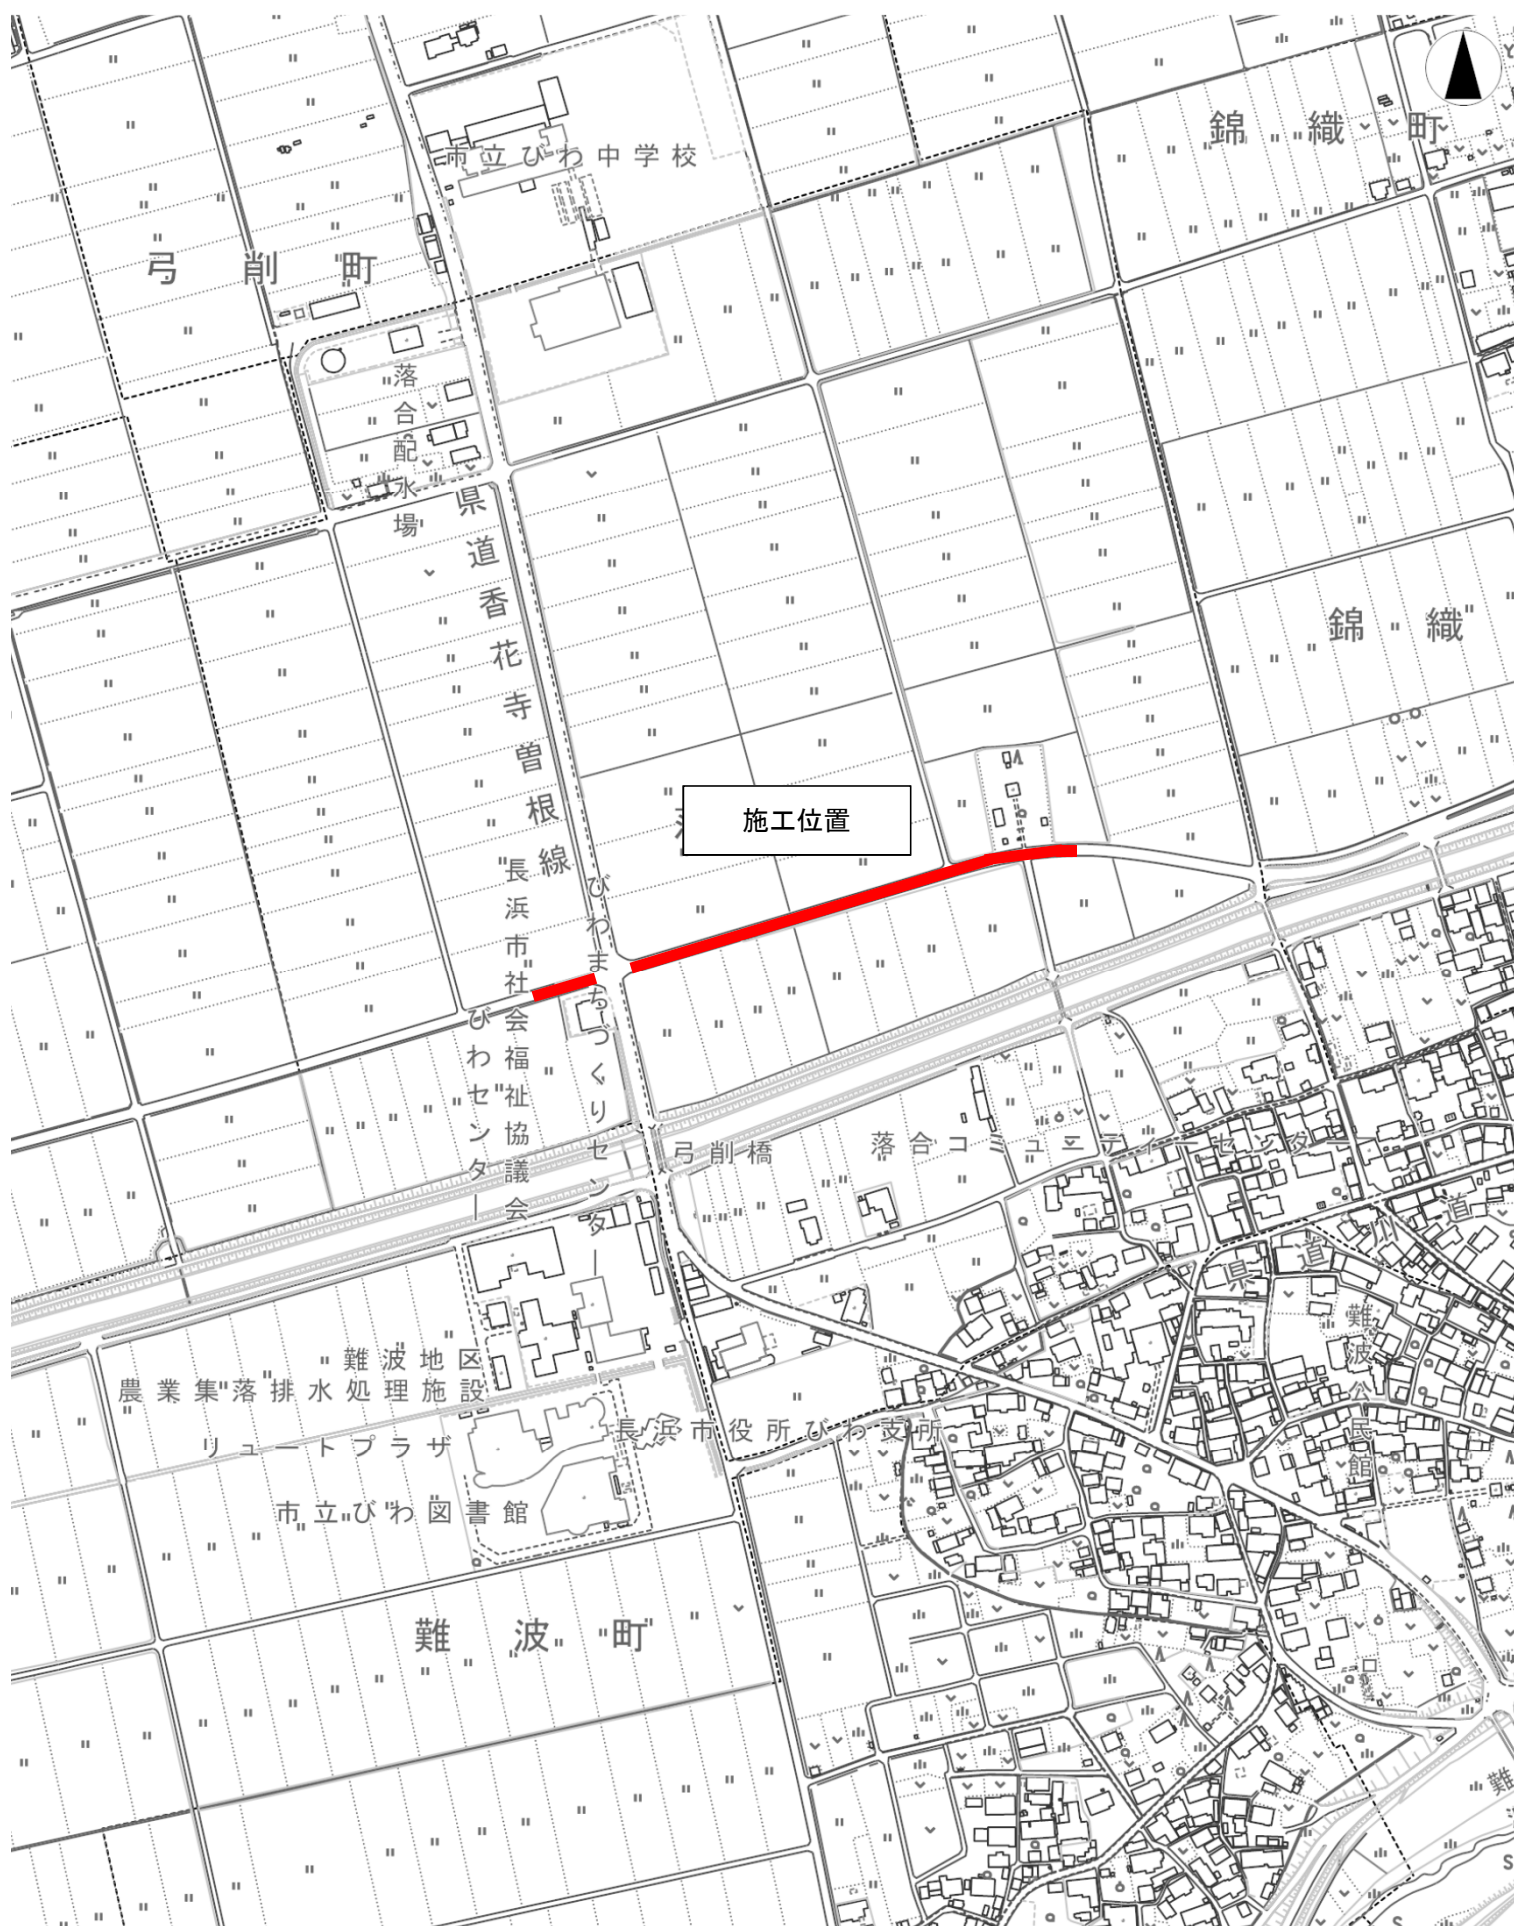 錦織町
市立びわ中学校
弓削町
落合配水場
県道香花寺曽根線
錦織
施工位置
長浜市社会福祉協議会
びわセンター
びわまちづくりセンター
弓削橋
落合コミュニティーセンター
県道川道
難波公民館
難波地区
農業集落排水処理施設
リュートプラザ
長浜市役所びわ支所
市立びわ図書館
難波町
難